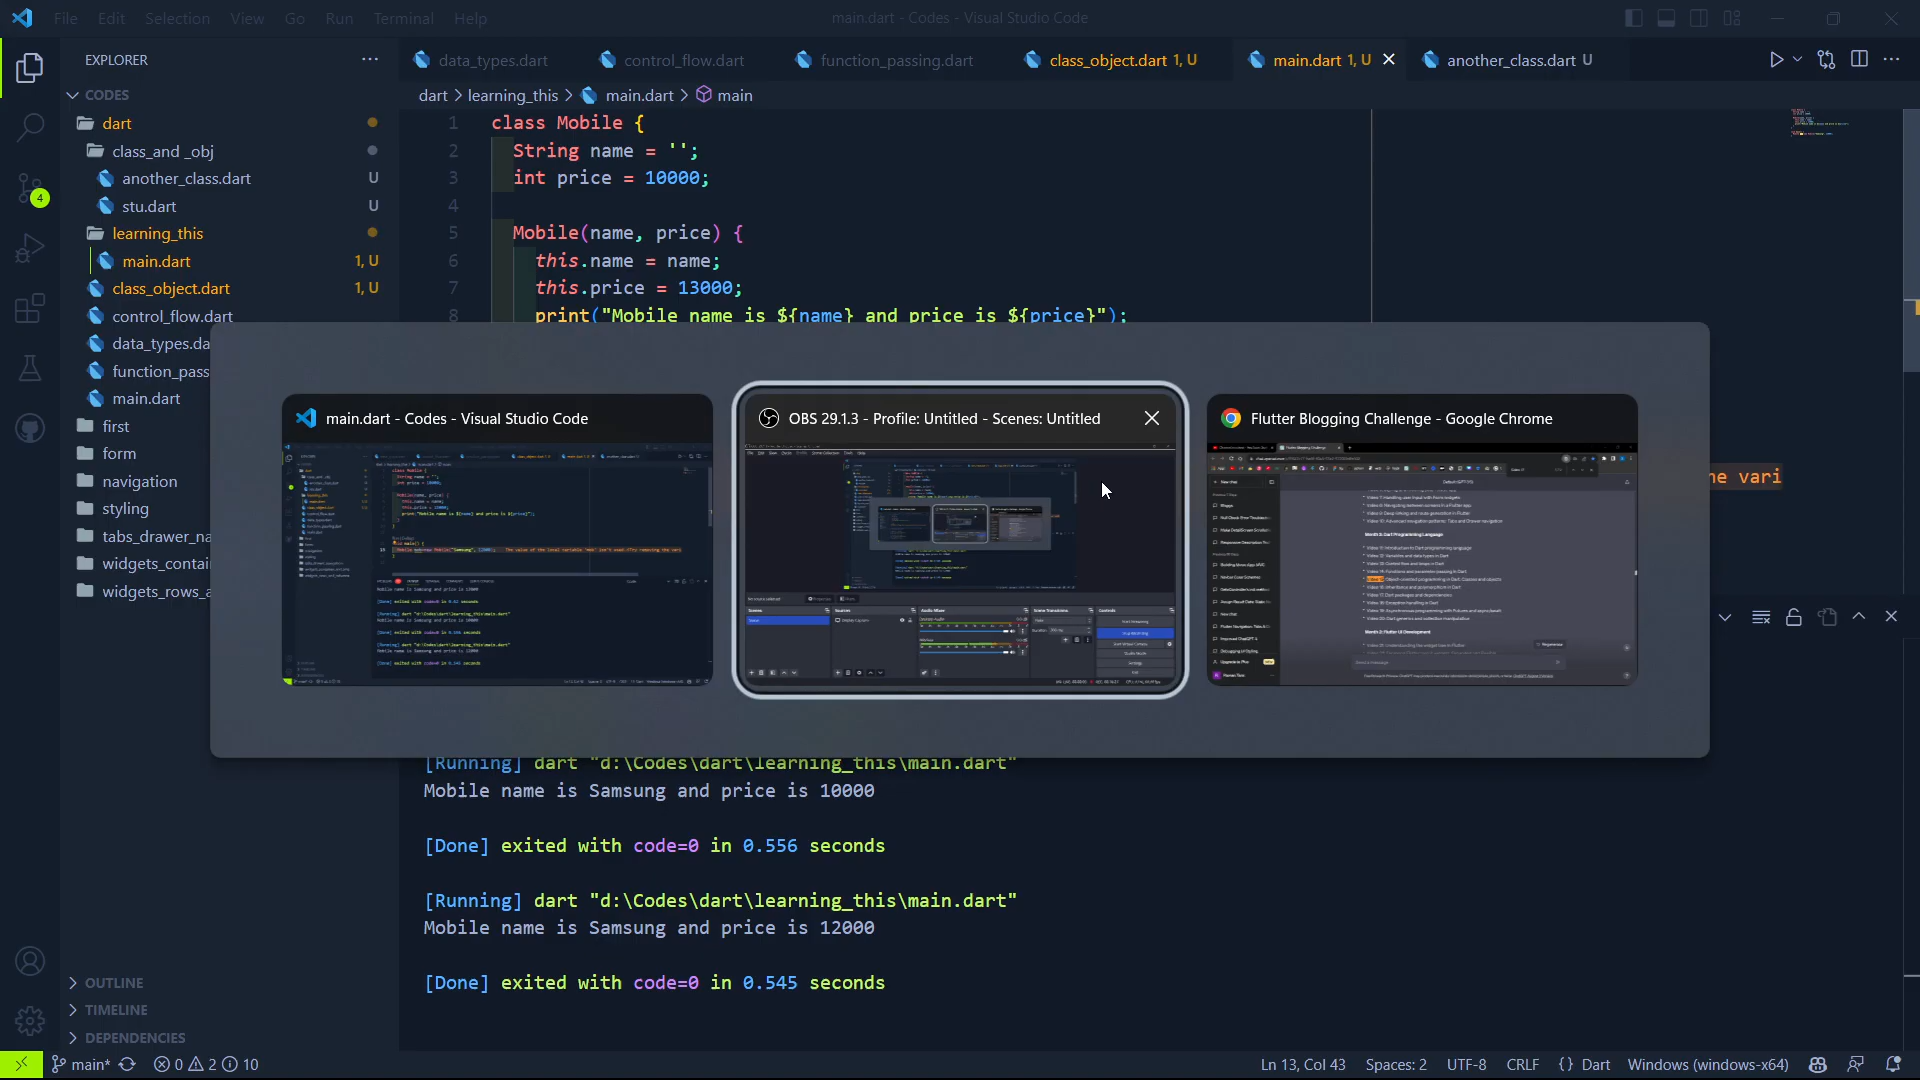 File Edit Selection View Go Run Terminal Help
main.dart - Codes - Visual Studio Code
EXPLORER
data_types.dart
control_flow.dart
function_passing.dart
class_object.dart 1, U
main.dart 1, U
another_class.dart U
dart > learning_this > main.dart > main
CODES
dart
class_and _obj
another_class.dart U
stu.dart U
learning_this
main.dart 1, U
class_object.dart 1, U
control_flow.dart
data_types.da
function_pass
main.dart
first
form
navigation
styling
tabs_drawer_na
widgets_contai
widgets_rows_a
1 class Mobile {
2 String name = '';
3 int price = 10000;
4
5 Mobile(name, price) {
6 this.name = name;
7 this.price = 13000;
8 print("Mobile name is ${name} and price is ${price}");
main.dart - Codes - Visual Studio Code
OBS 29.1.3 - Profile: Untitled - Scenes: Untitled
Flutter Blogging Challenge - Google Chrome
he vari
[Running] dart "d:\Codes\dart\learning_this\main.dart"
Mobile name is Samsung and price is 10000
[Done] exited with code=0 in 0.556 seconds
[Running] dart "d:\Codes\dart\learning_this\main.dart"
Mobile name is Samsung and price is 12000
[Done] exited with code=0 in 0.545 seconds
OUTLINE
TIMELINE
DEPENDENCIES
4
main* 0 2 10
Ln 13, Col 43 Spaces: 2 UTF-8 CRLF {} Dart Windows (windows-x64)